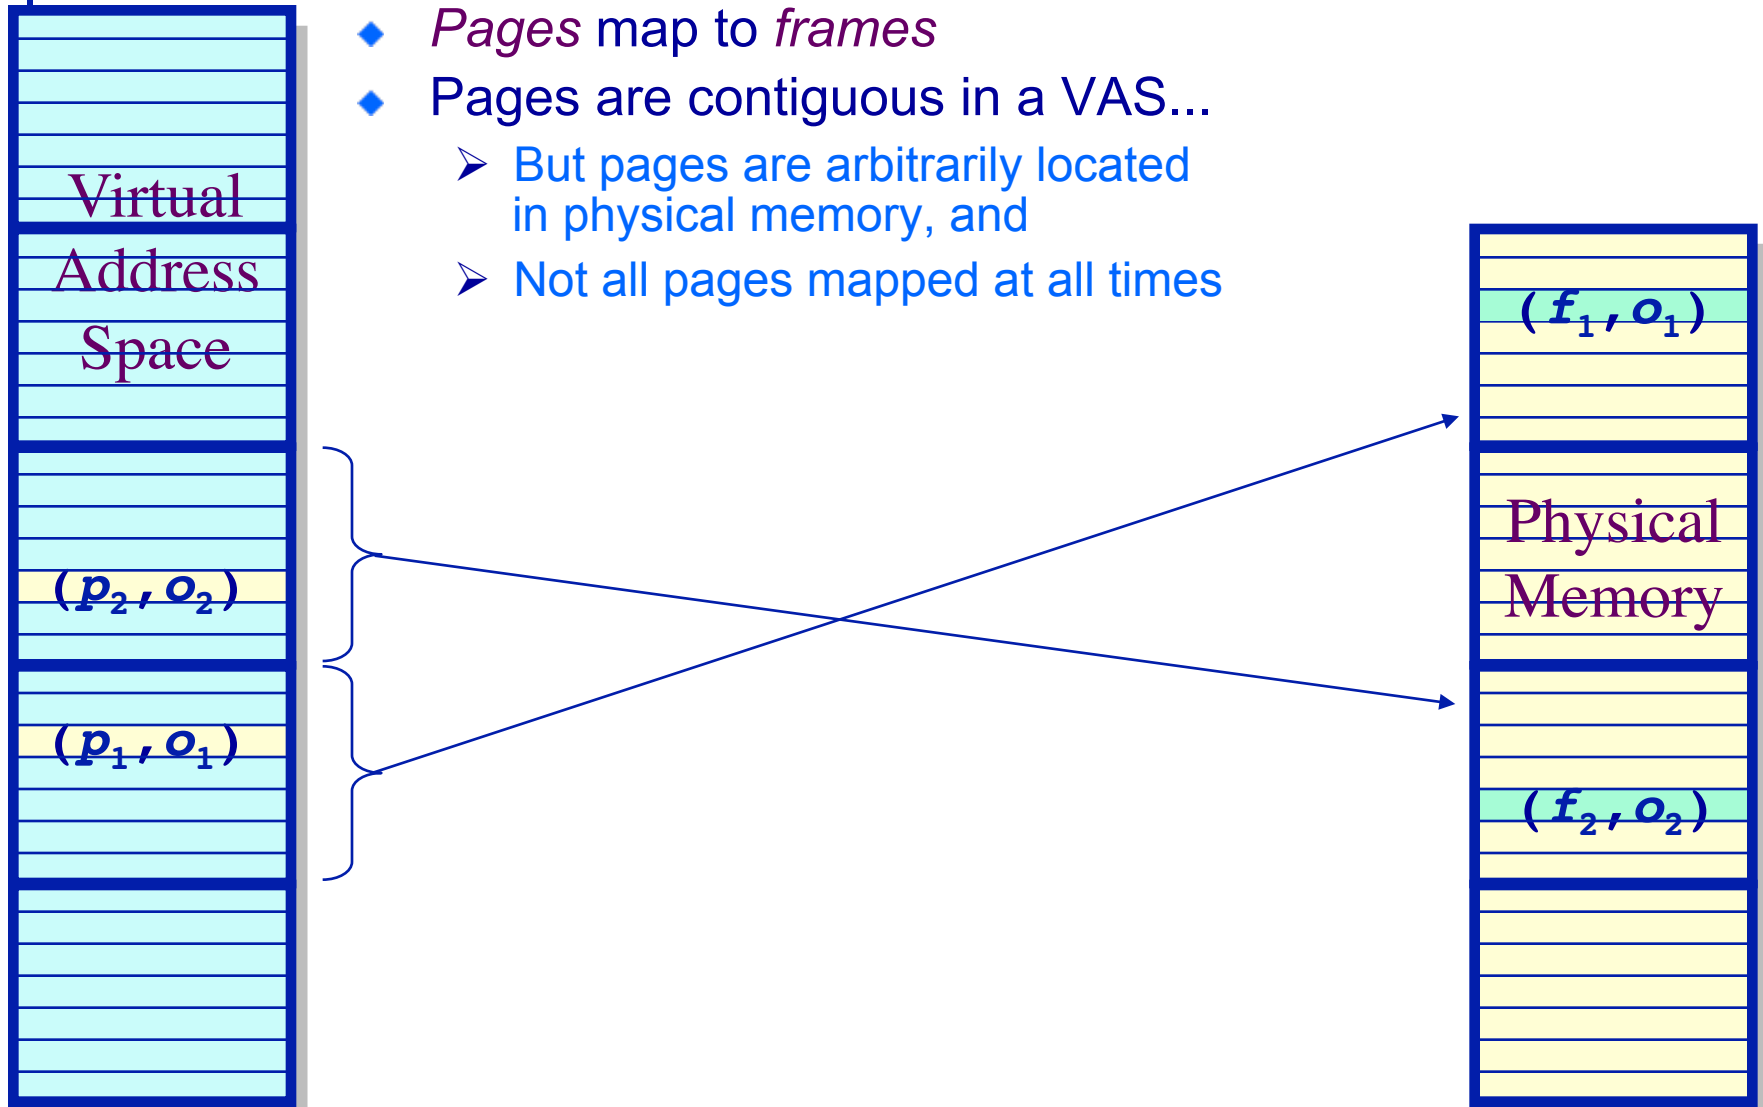 Pages map to frames
Pages are contiguous in a VAS...
But pages are arbitrarily located
in physical memory, and
Not all pages mapped at all times
Virtual
Address
Space
(p₂,o₂)
(p₁,o₁)
(f₁,o₁)
Physical
Memory
(f₂,o₂)